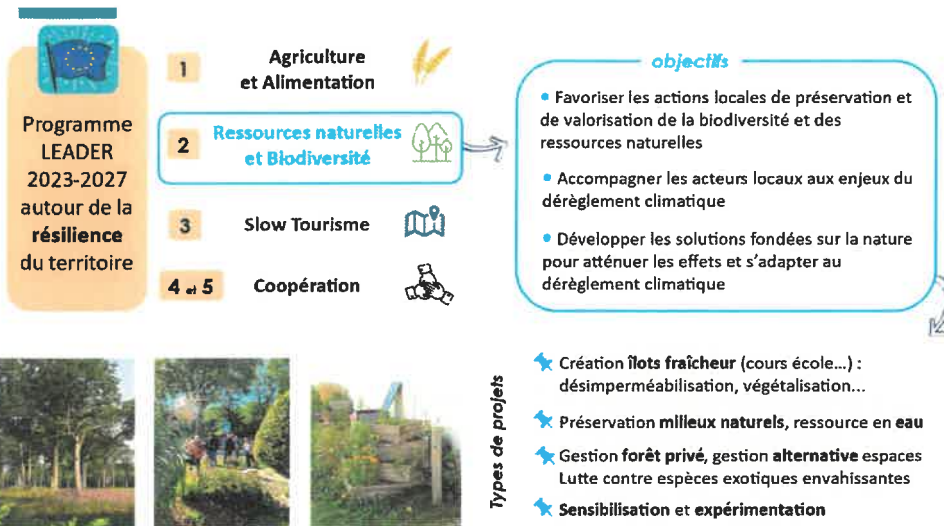 Programme
LEADER
2023-2027
autour de la
résilience
du territoire
1
Agriculture
et Alimentation
2
Ressources naturelles
et Biodiversité
3
Slow Tourisme
4 et 5
Coopération
objectifs
• Favoriser les actions locales de préservation et
de valorisation de la biodiversité et des
ressources naturelles
• Accompagner les acteurs locaux aux enjeux du
dérèglement climatique
• Développer les solutions fondées sur la nature
pour atténuer les effets et s'adapter au
dérèglement climatique
Types de projets
Création îlots fraîcheur (cours école...) :
désimperméabilisation, végétalisation...
Préservation milieux naturels, ressource en eau
Gestion forêt privé, gestion alternative espaces
Lutte contre espèces exotiques envahissantes
Sensibilisation et expérimentation